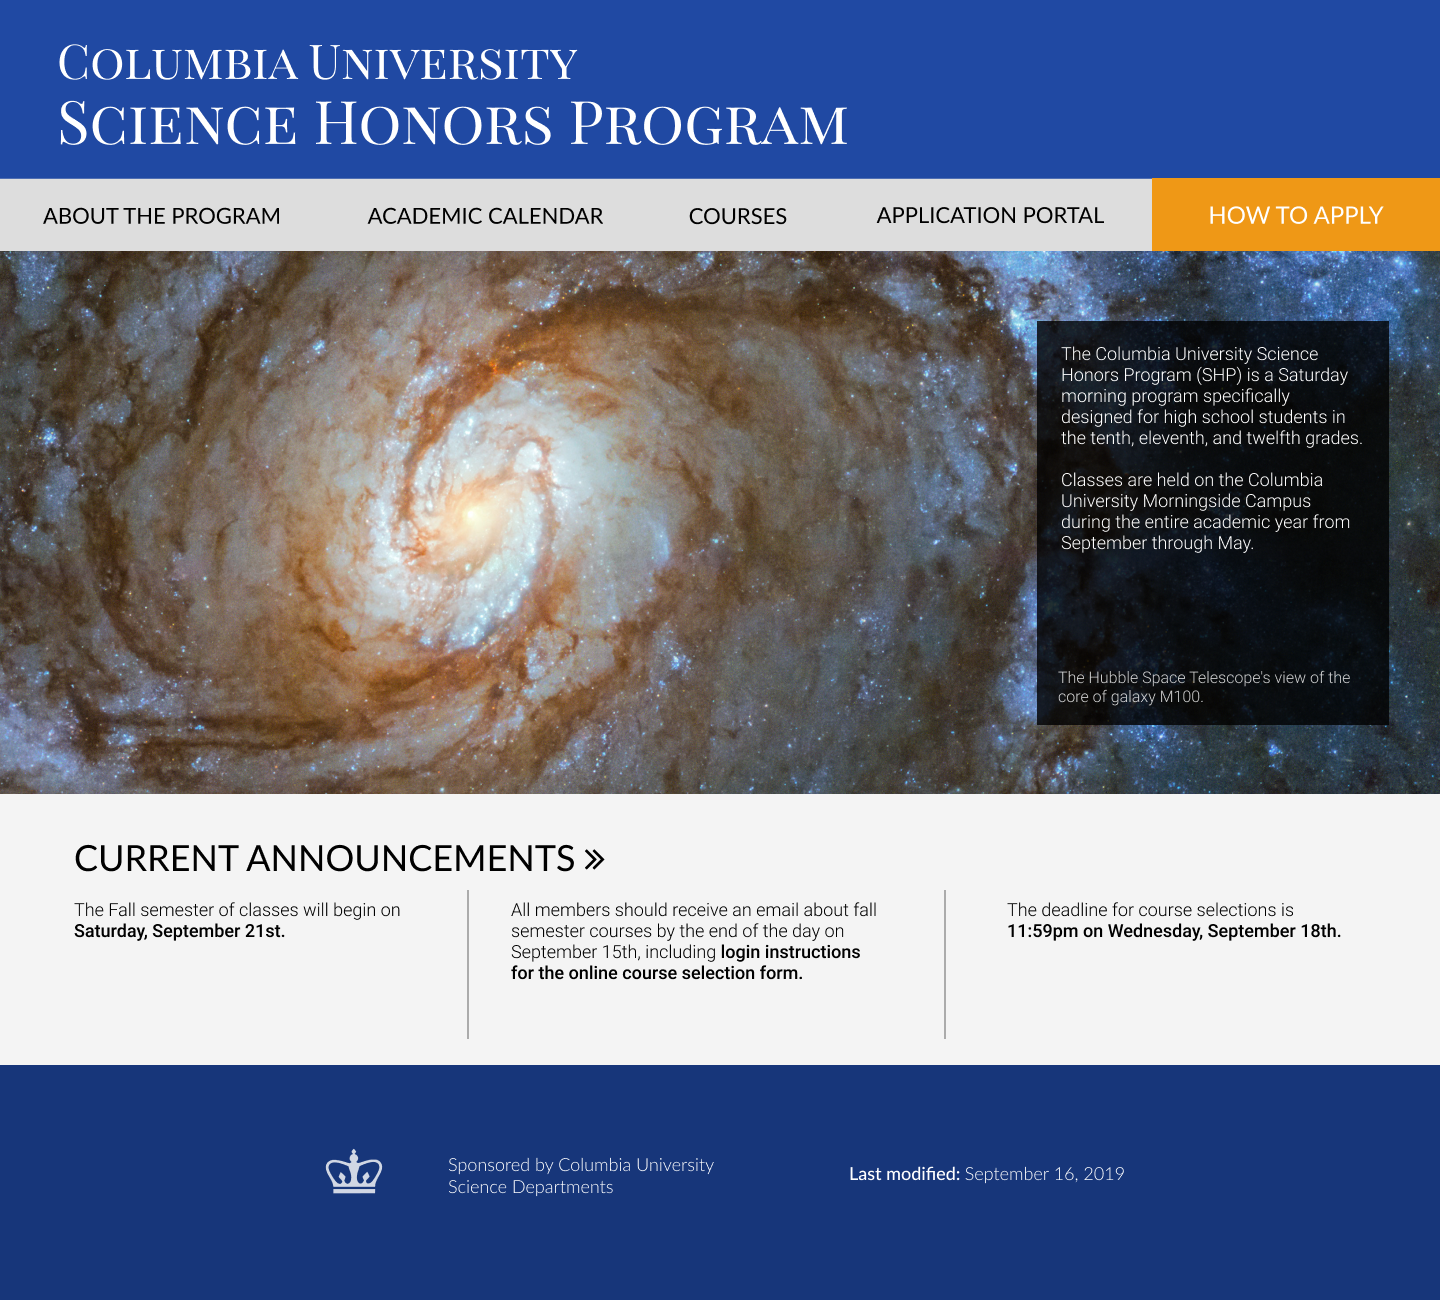 COLUMBIA UNIVERSITY
SCIENCE HONORS PROGRAM
ABOUT THE PROGRAM
ACADEMIC CALENDAR
COURSES
APPLICATION PORTAL
HOW TO APPLY
The Columbia University Science
Honors Program (SHP) is a Saturday
morning program specifically
designed for high school students in
the tenth, eleventh, and twelfth grades.
Classes are held on the Columbia
University Morningside Campus
during the entire academic year from
September through May.
The Hubble Space Telescope's view of the
core of galaxy M100.
CURRENT ANNOUNCEMENTS »
The Fall semester of classes will begin on
Saturday, September 21st.
All members should receive an email about fall
semester courses by the end of the day on
September 15th, including login instructions
for the online course selection form.
The deadline for course selections is
11:59pm on Wednesday, September 18th.
Sponsored by Columbia University
Science Departments
Last modified: September 16, 2019